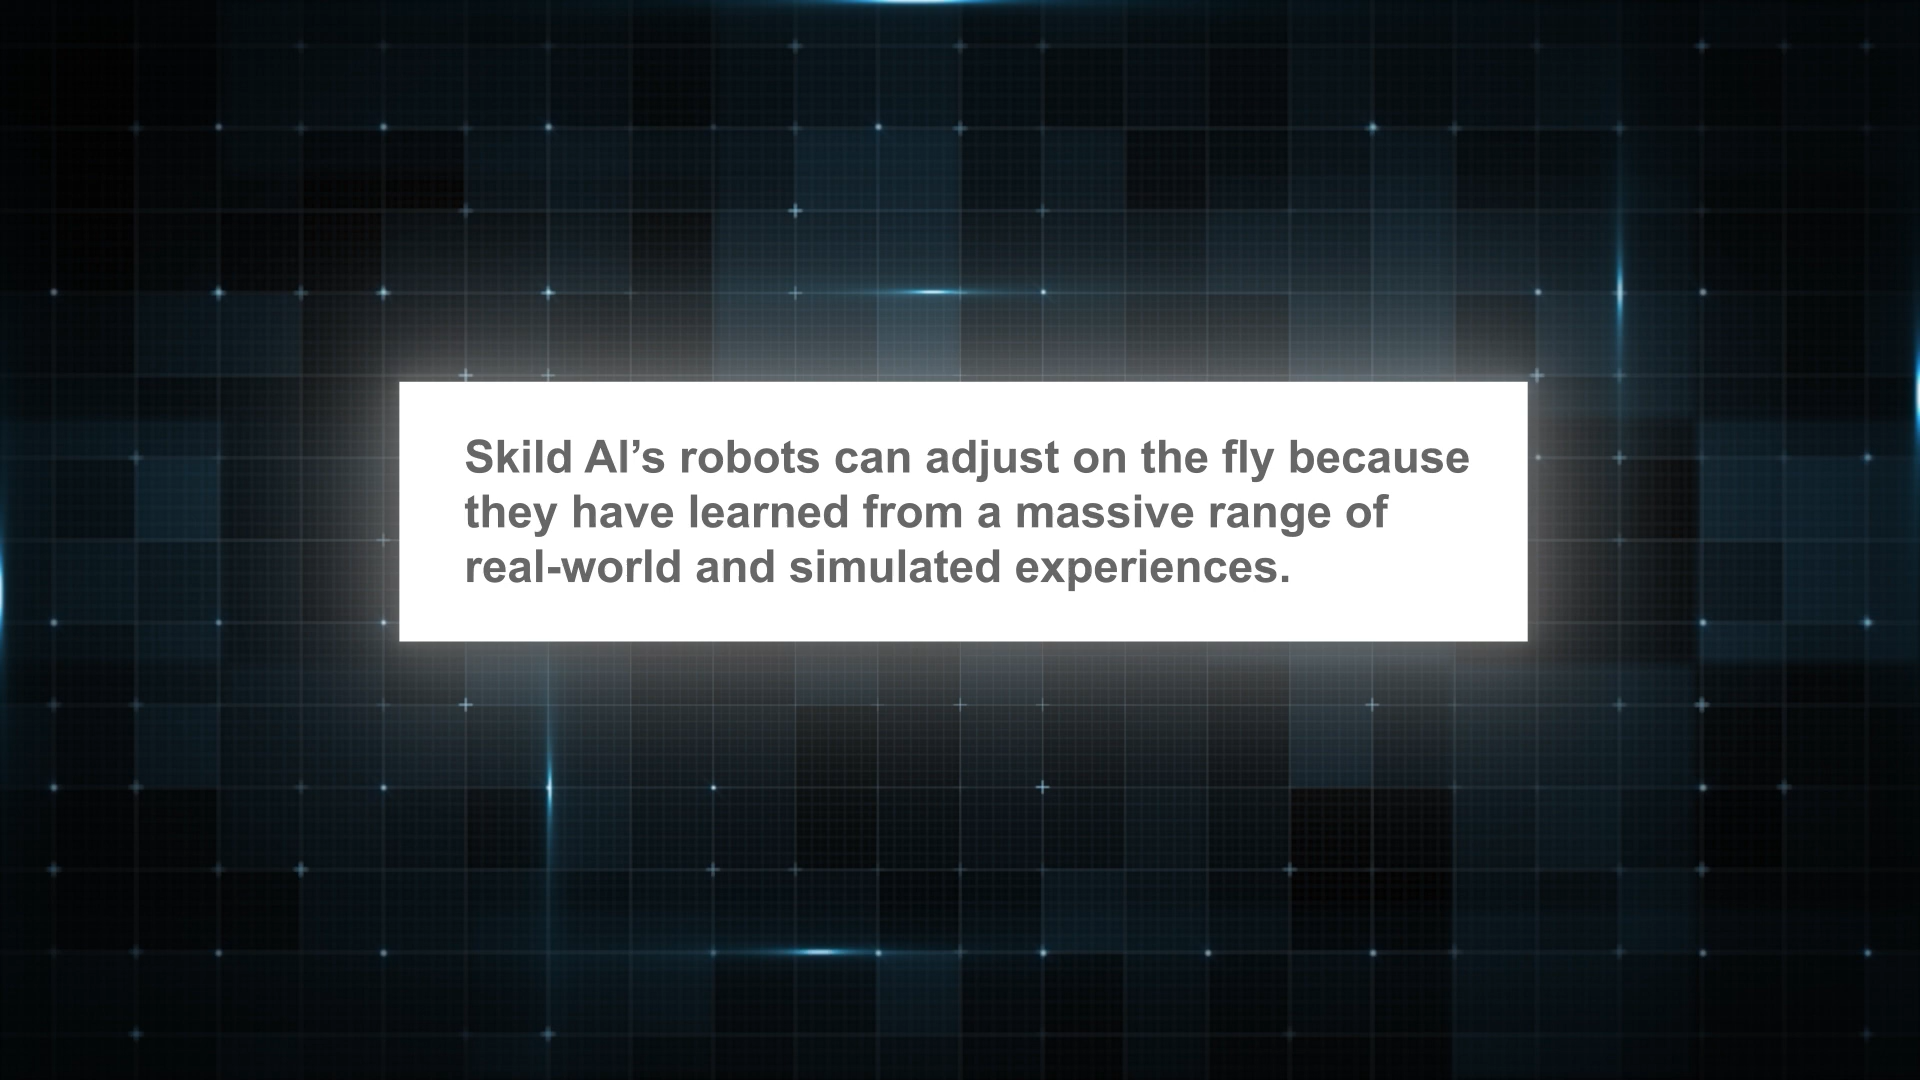 Skild AI’s robots can adjust on the fly because
they have learned from a massive range of
real-world and simulated experiences.